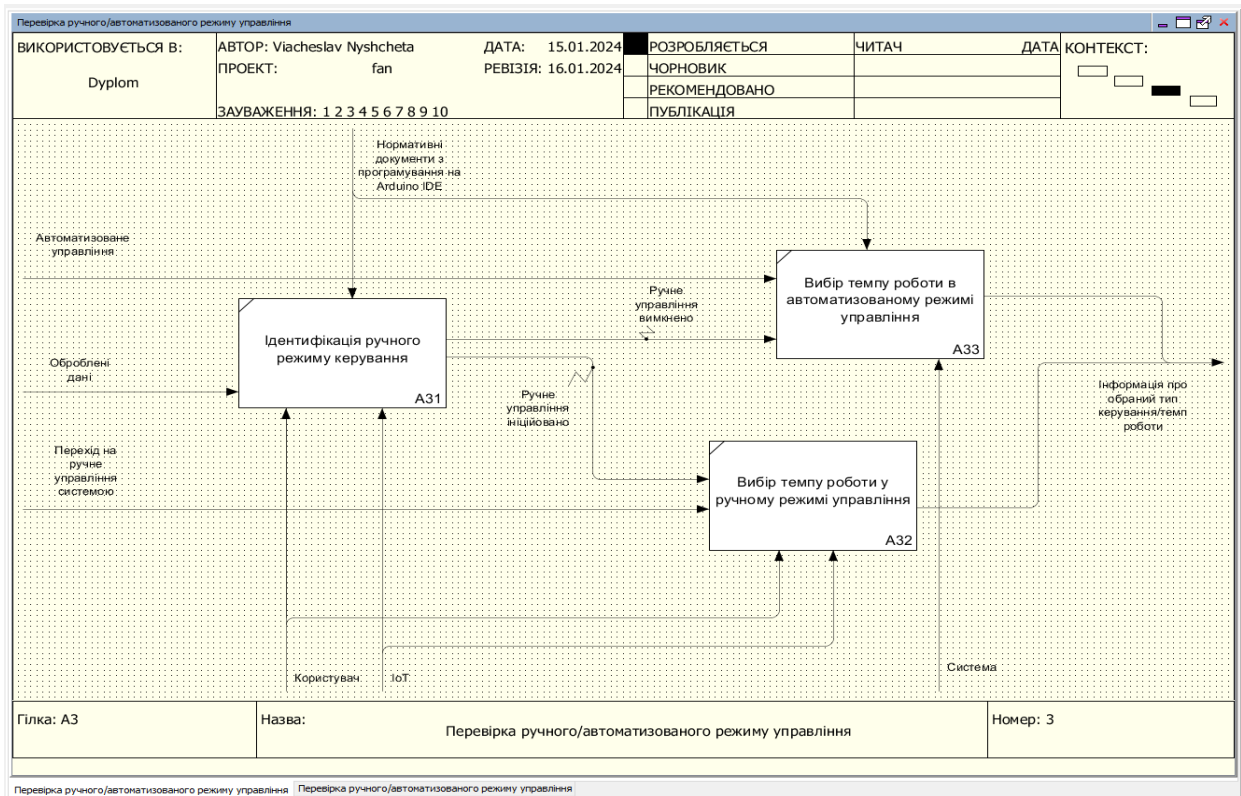 Перевірка ручного/автоматизованого режиму управління
ВИКОРИСТОВУЄТЬСЯ В:
Dyplom
АВТОР: Viacheslav Nyshcheta
ДАТА: 15.01.2024
ПРОЕКТ: fan
РЕВІЗІЯ: 16.01.2024
ЗАУВАЖЕННЯ: 1 2 3 4 5 6 7 8 9 10
РОЗРОБЛЯЄТЬСЯ
ЧОРНОВИК
РЕКОМЕНДОВАНО
ПУБЛІКАЦІЯ
ЧИТАЧ
ДАТА
КОНТЕКСТ:
Нормативні
документи з
програмування на
Arduino IDE
Автоматизоване
управління
Ручне
управління
вимкнено
Вибір темпу роботи в
автоматизованому режимі
управління
A33
Ідентифікація ручного
режиму керування
A31
Оброблені
дані
Ручне
управління
ініційовано
Інформація про
обраний тип
керування/темп
роботи
Перехід на
ручне
управління
системою
Вибір темпу роботи у
ручному режимі управління
A32
Користувач
IoT
Система
Гілка: A3
Назва:
Перевірка ручного/автоматизованого режиму управління
Номер: 3
Перевірка ручного/автоматизованого режиму управління
Перевірка ручного/автоматизованого режиму управління